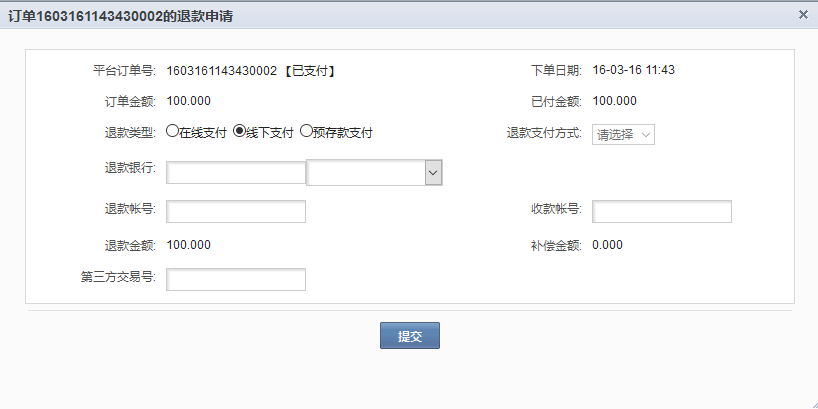 订单1603161143430002的退款申请
平台订单号: 1603161143430002 【已支付】 下单日期: 16-03-16 11:43
订单金额: 100.000 已付金额: 100.000
退款类型: 在线支付 线下支付 预存款支付 退款支付方式: 请选择
退款银行:
退款帐号: 收款帐号:
退款金额: 100.000 补偿金额: 0.000
第三方交易号:
提交